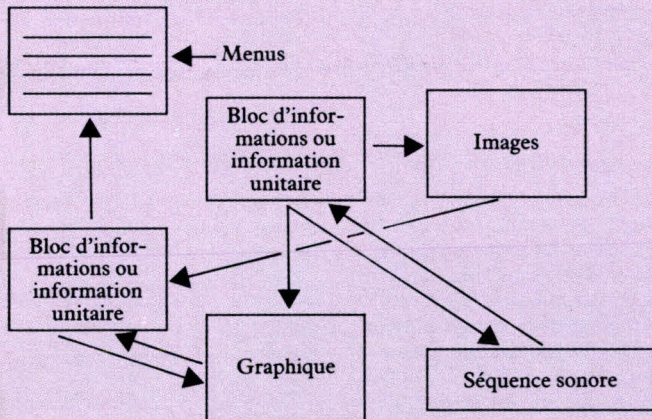 Menus
Bloc d'infor-
mations ou
information
unitaire
Images
Bloc d'infor-
mations ou
information
unitaire
Graphique
Séquence sonore